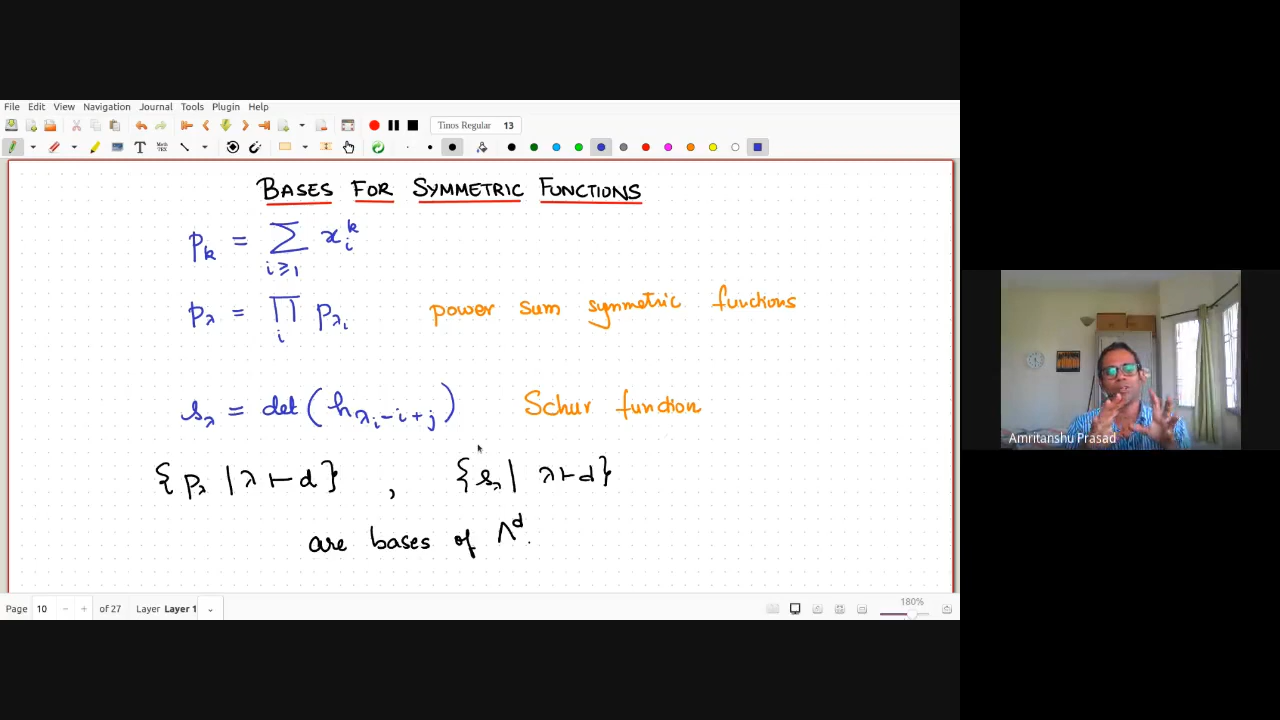 File Edit View Navigation Journal Tools Plugin Help
Tinos Regular 13
BASES FOR SYMMETRIC FUNCTIONS
p_k = ∑_{i≥1} x_i^k
p_λ = ∏_i p_{λ_i} power sum symmetric functions
s_λ = det(h_{λ_i-i+j}) Schur function
{p_λ | λ ⊢ d} , {s_λ | λ ⊢ d}
are bases of Λ^d.
Amritanshu Prasad
Page 10 of 27 Layer Layer 1 180%